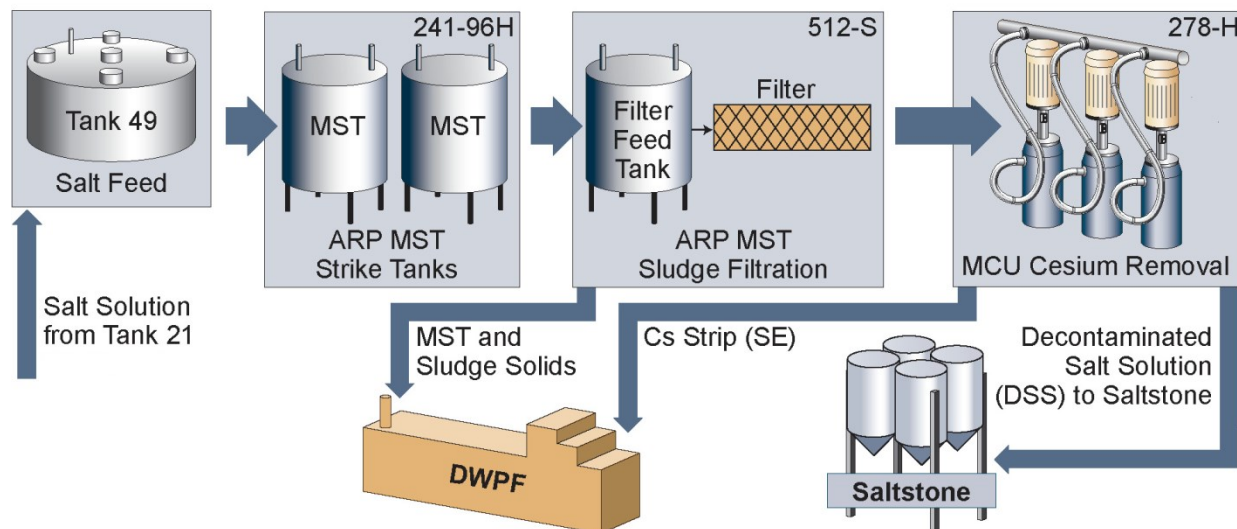 Tank 49
Salt Feed
Salt Solution
from Tank 21
241-96H
MST
MST
ARP MST
Strike Tanks
512-S
Filter
Feed
Tank
Filter
ARP MST
Sludge Filtration
278-H
MCU Cesium Removal
MST and
Sludge Solids
Cs Strip (SE)
Decontaminated
Salt Solution
(DSS) to Saltstone
DWPF
Saltstone